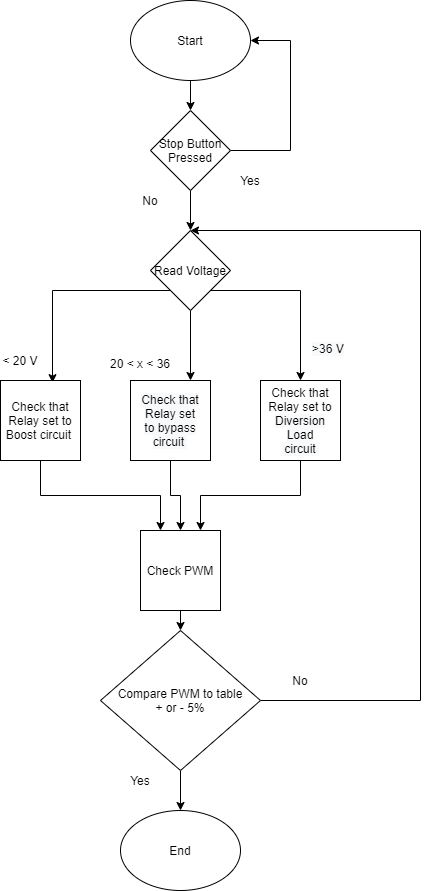 Start
Stop Button
Pressed
Yes
No
Read Voltage
< 20 V
20 < x < 36
>36 V
Check that
Relay set to
Boost circuit
Check that
Relay set
to bypass
circuit
Check that
Relay set to
Diversion
Load
circuit
Check PWM
Compare PWM to table
+ or - 5%
No
Yes
End